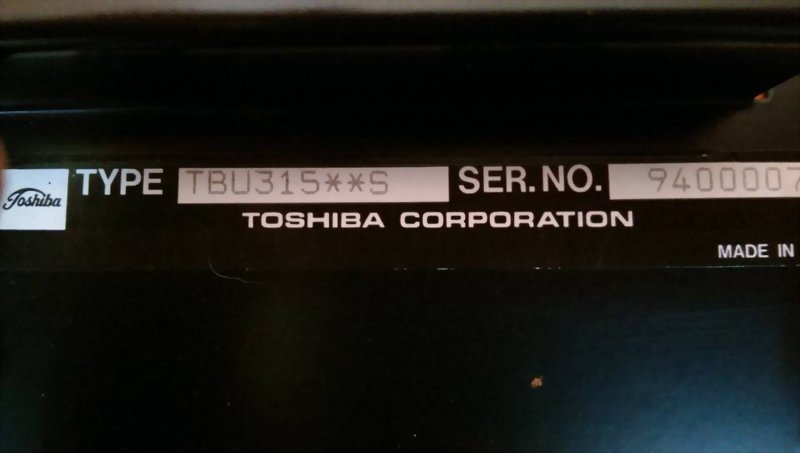 Toshiba TYPE TBU315**S SER.NO. 9400007
TOSHIBA CORPORATION
MADE IN